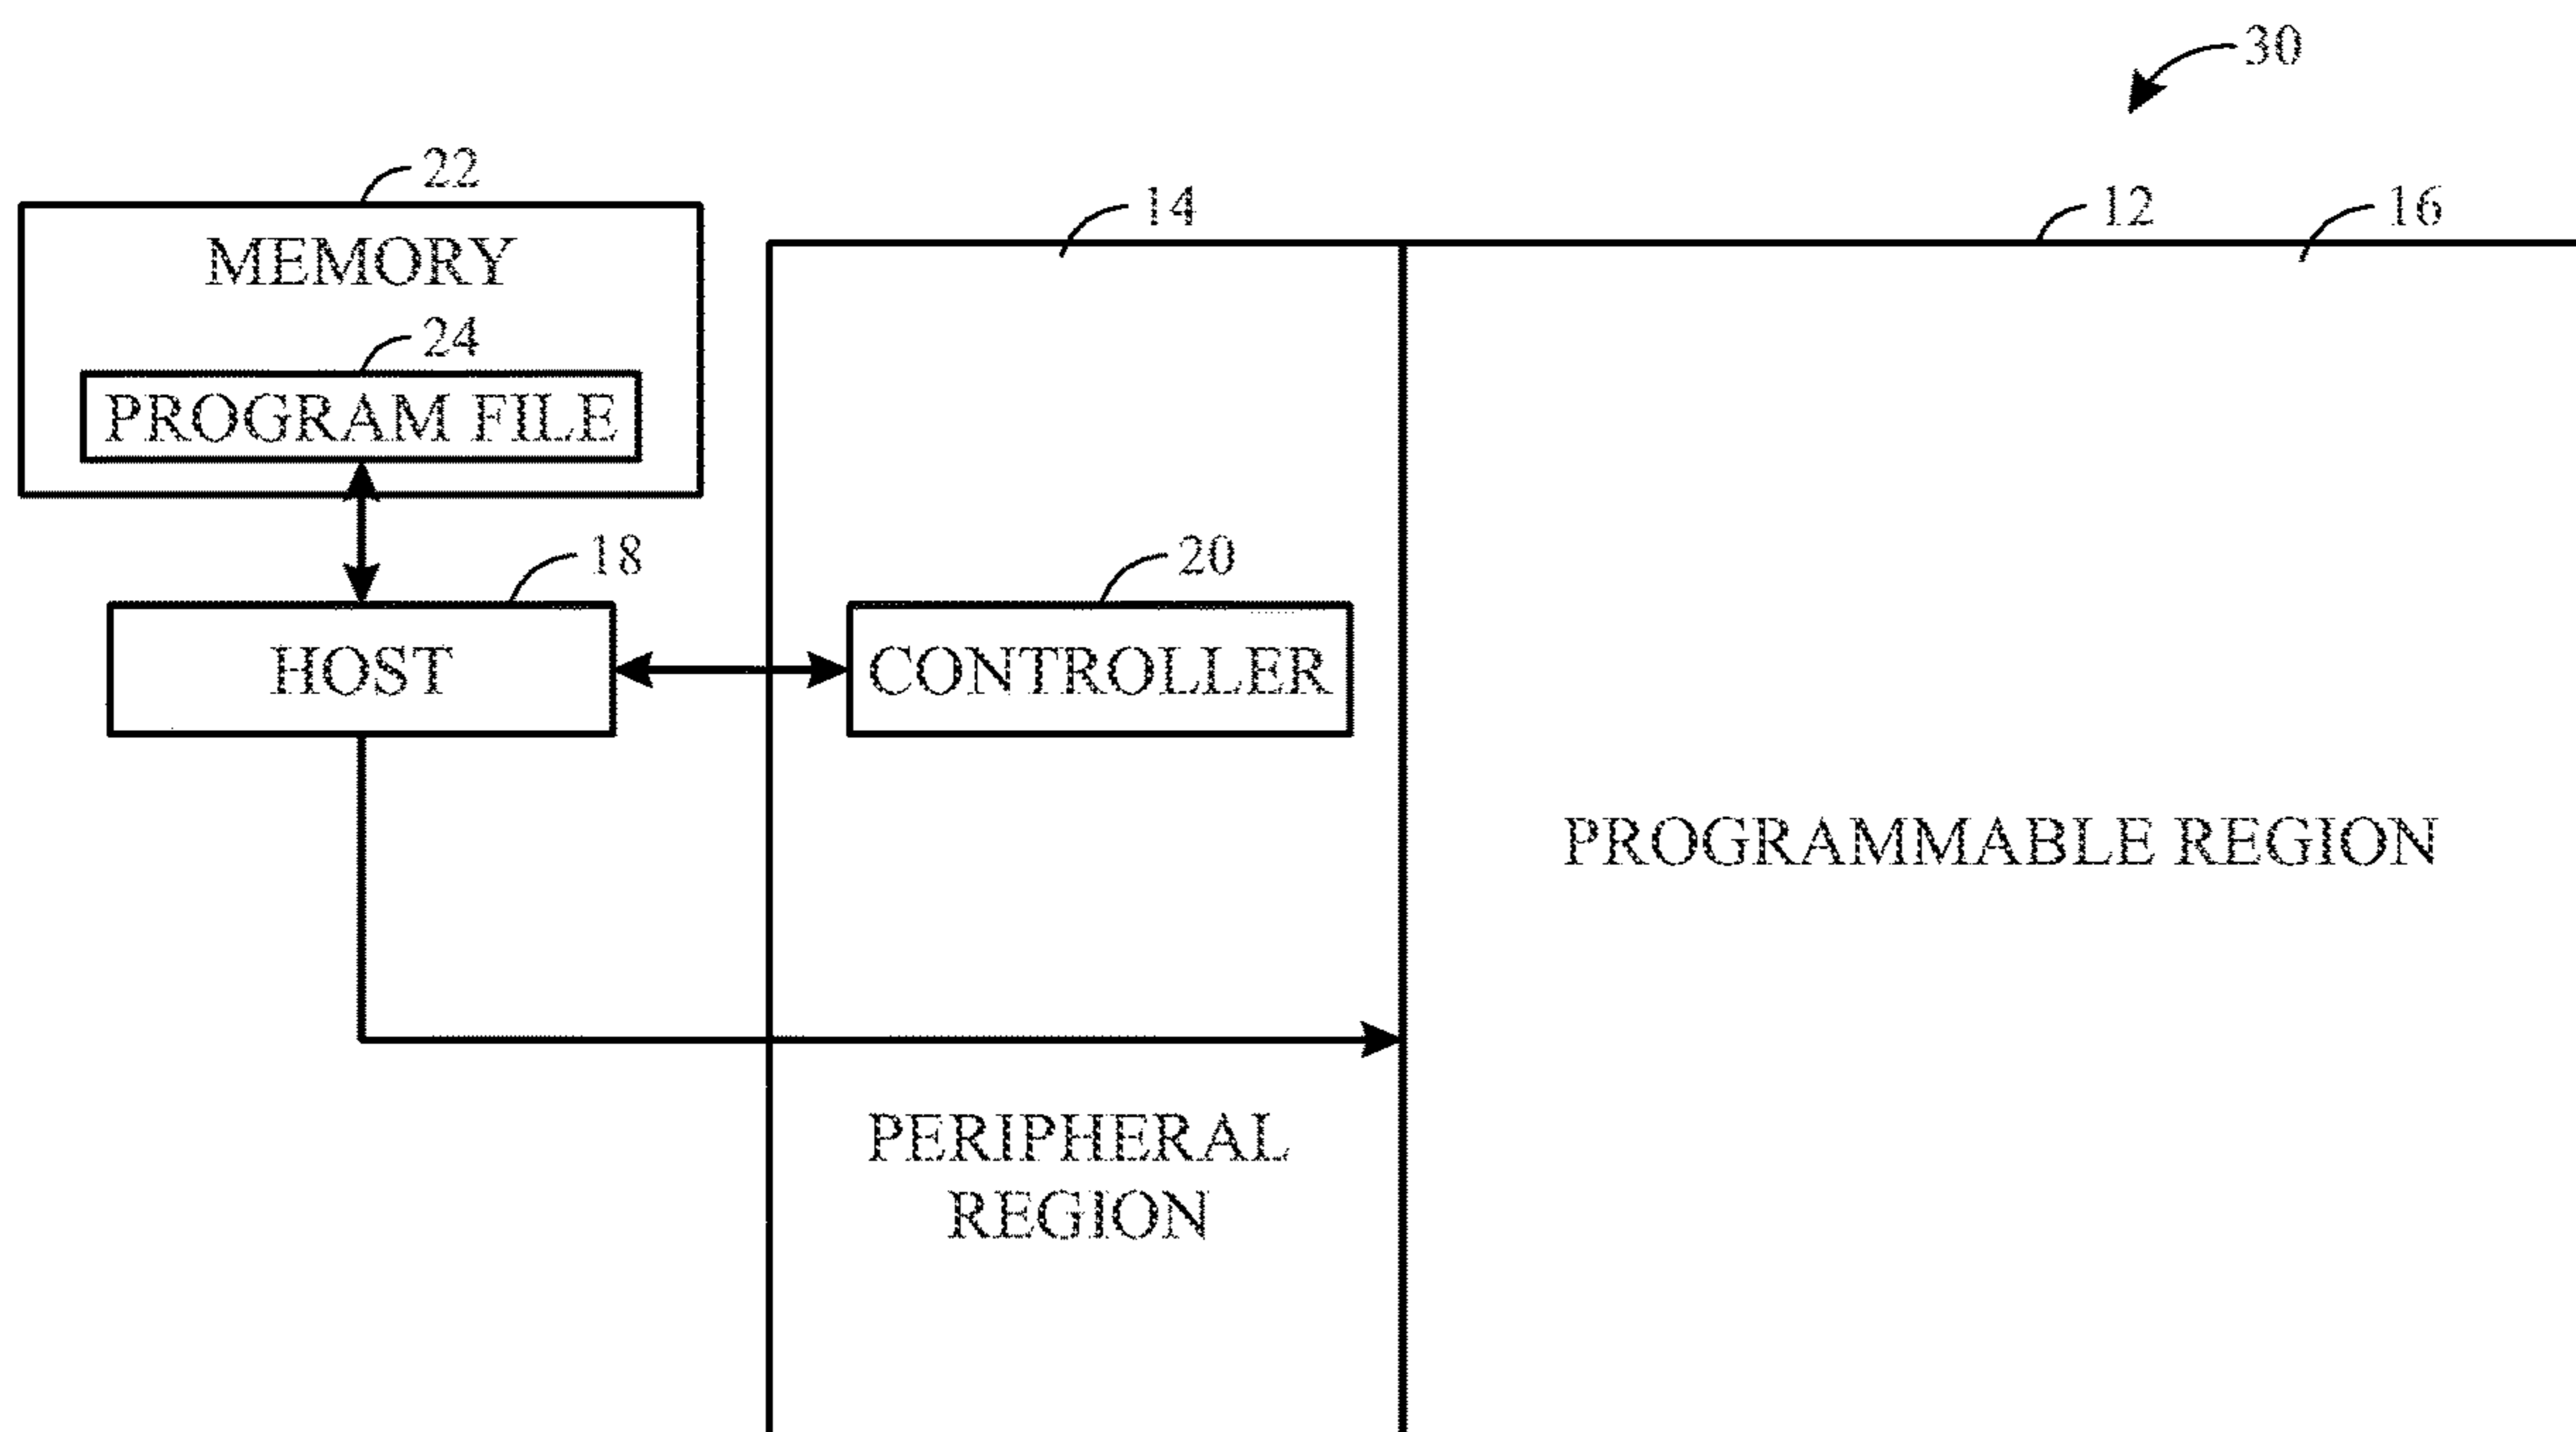 30
22
14
12
16
MEMORY
24
PROGRAM FILE
18
20
HOST
CONTROLLER
PROGRAMMABLE REGION
PERIPHERAL
REGION